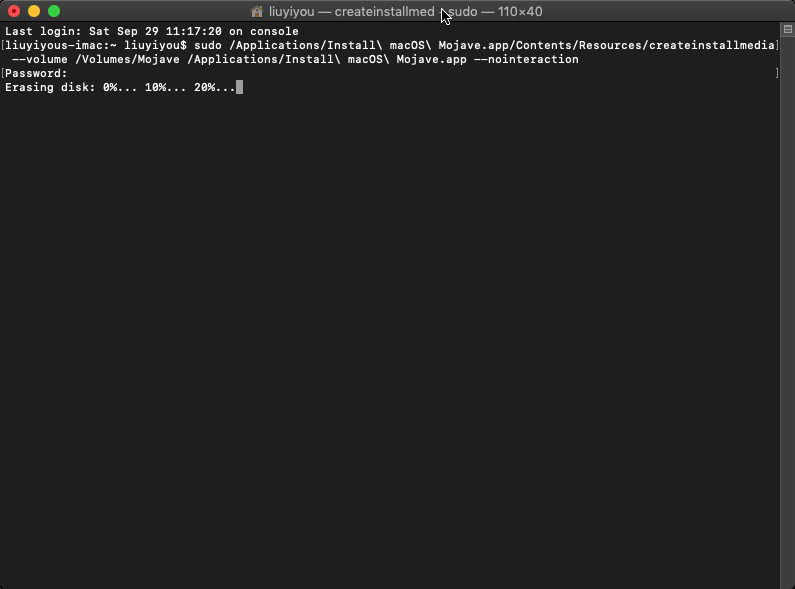 liuyiyou — createinstallmed sudo — 110×40
Last login: Sat Sep 29 11:17:20 on console
[liuyiyous-imac:~ liuyiyou$ sudo /Applications/Install\ macOS\ Mojave.app/Contents/Resources/createinstallmedia]
--volume /Volumes/Mojave /Applications/Install\ macOS\ Mojave.app --nointeraction
[Password: ]
Erasing disk: 0%... 10%... 20%...